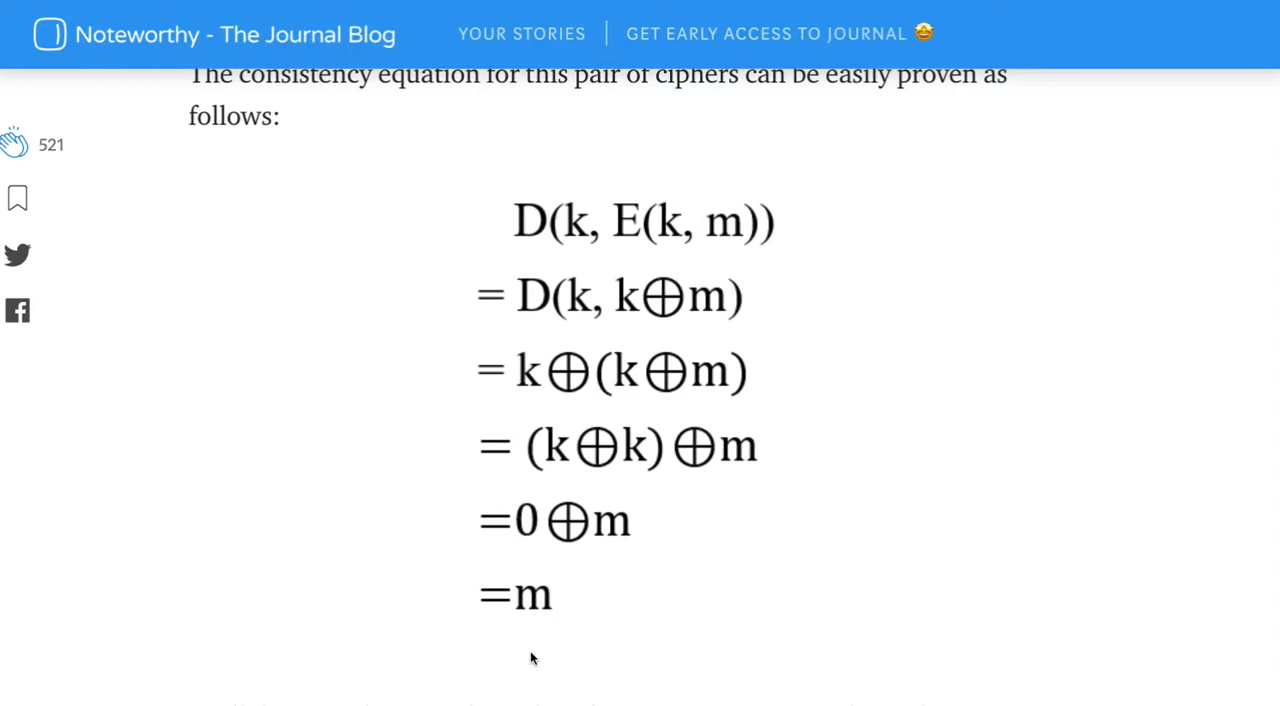 Noteworthy - The Journal Blog YOUR STORIES GET EARLY ACCESS TO JOURNAL 🤩
The consistency equation for this pair of ciphers can be easily proven as
follows:
521
D(k, E(k, m))
= D(k, k⊕m)
= k⊕(k⊕m)
= (k⊕k)⊕m
=0⊕m
=m